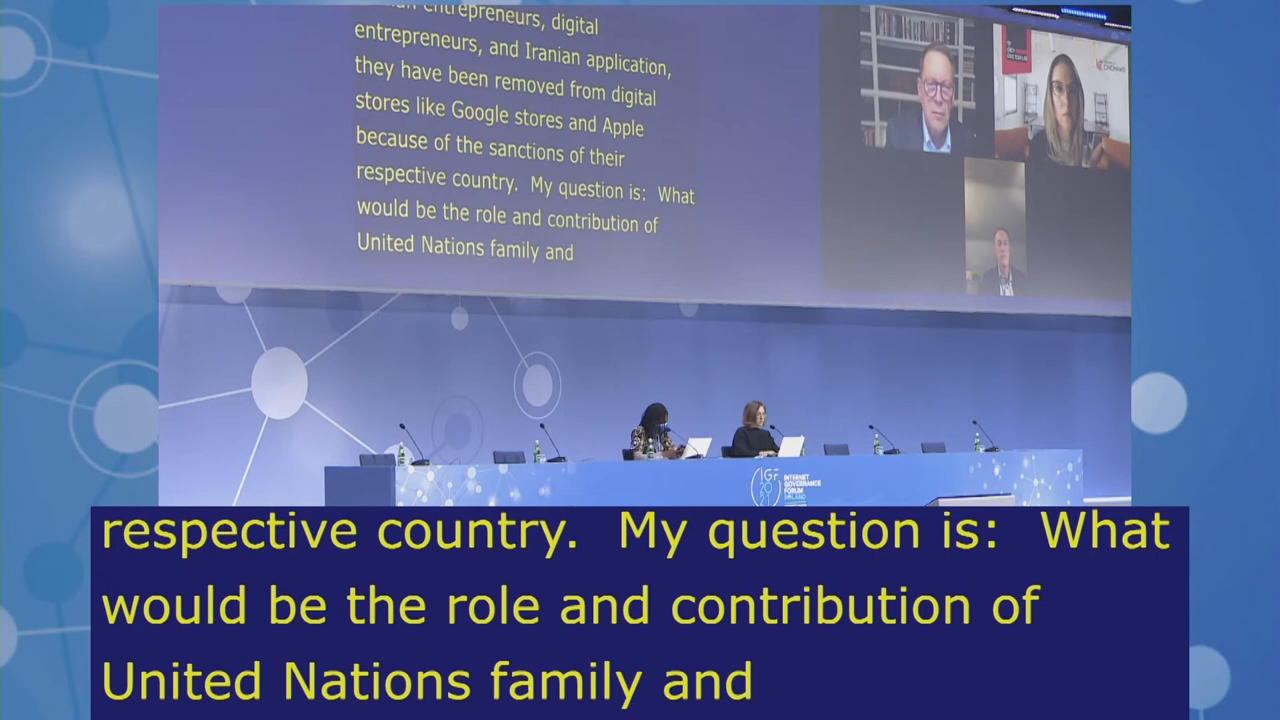 entrepreneurs, digital
entrepreneurs, and Iranian application,
they have been removed from digital
stores like Google stores and Apple
because of the sanctions of their
respective country.  My question is:  What
would be the role and contribution of
United Nations family and
IGF
2021
INTERNET
GOVERNANCE
FORUM
POLAND
respective country.  My question is:  What
would be the role and contribution of
United Nations family and